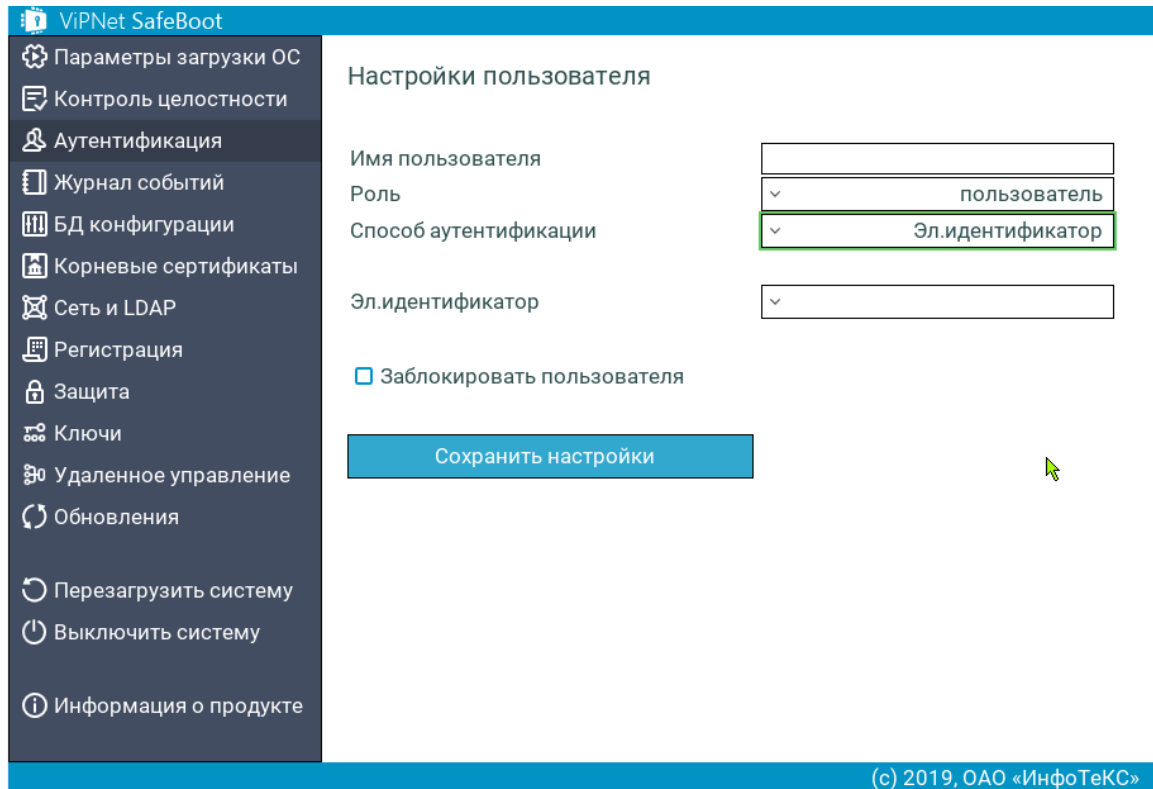 ViPNet SafeBoot
Параметры загрузки ОС
Контроль целостности
Аутентификация
Журнал событий
БД конфигурации
Корневые сертификаты
Сеть и LDAP
Регистрация
Защита
Ключи
Удаленное управление
Обновления
Перезагрузить систему
Выключить систему
Информация о продукте
Настройки пользователя
Имя пользователя
Роль пользователь
Способ аутентификации Эл.идентификатор
Эл.идентификатор
Заблокировать пользователя
Сохранить настройки
(c) 2019, ОАО «ИнфоТеКС»